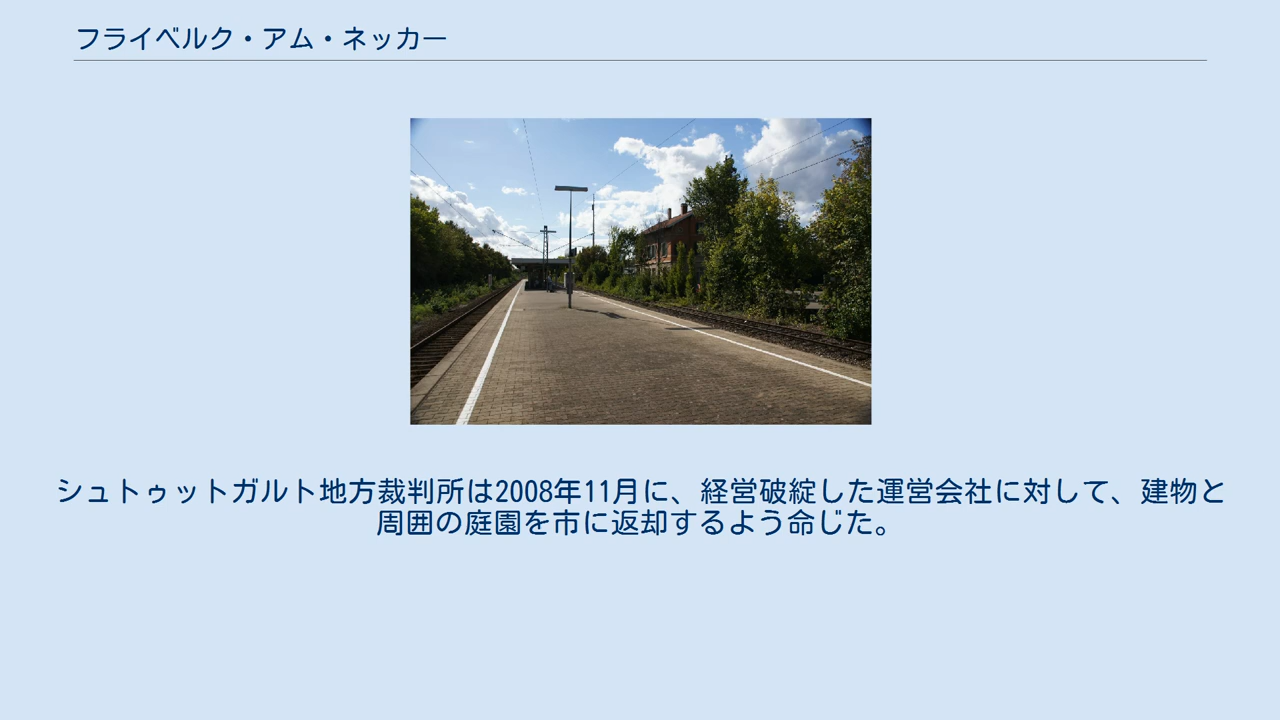 フライベルク・アム・ネッカー
シュトゥットガルト地方裁判所は2008年11月に、経営破綻した運営会社に対して、建物と
周囲の庭園を市に返却するよう命じた。